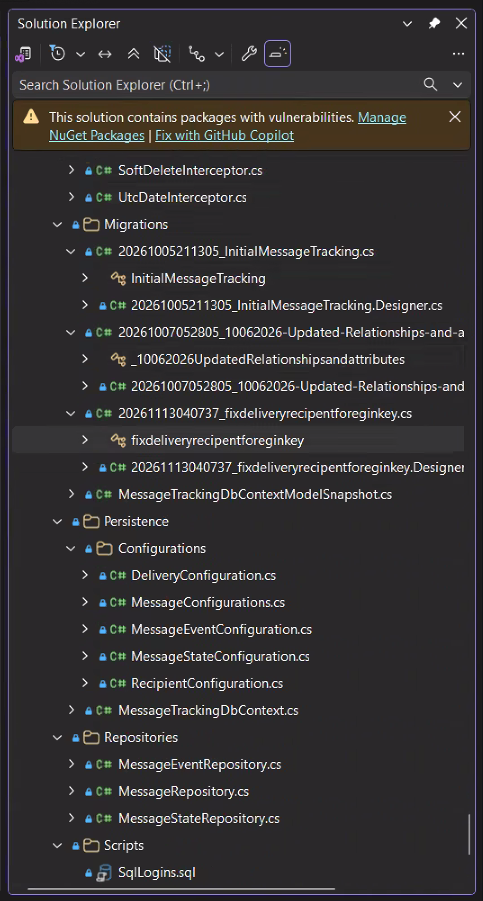 Solution Explorer
Search Solution Explorer (Ctrl+;)
This solution contains packages with vulnerabilities. Manage
NuGet Packages | Fix with GitHub Copilot
C# SoftDeleteInterceptor.cs
C# UtcDateInterceptor.cs
Migrations
C# 20261005211305_InitialMessageTracking.cs
InitialMessageTracking
C# 20261005211305_InitialMessageTracking.Designer.cs
C# 20261007052805_10062026-Updated-Relationships-and-a
_10062026UpdatedRelationshipsandattributes
C# 20261007052805_10062026-Updated-Relationships-and
C# 20261113040737_fixdeliveryrecipentforeginkey.cs
fixdeliveryrecipentforeginkey
C# 20261113040737_fixdeliveryrecipentforeginkey.Designer
C# MessageTrackingDbContextModelSnapshot.cs
Persistence
Configurations
C# DeliveryConfiguration.cs
C# MessageConfigurations.cs
C# MessageEventConfiguration.cs
C# MessageStateConfiguration.cs
C# RecipientConfiguration.cs
C# MessageTrackingDbContext.cs
Repositories
C# MessageEventRepository.cs
C# MessageRepository.cs
C# MessageStateRepository.cs
Scripts
SqlLogins.sql